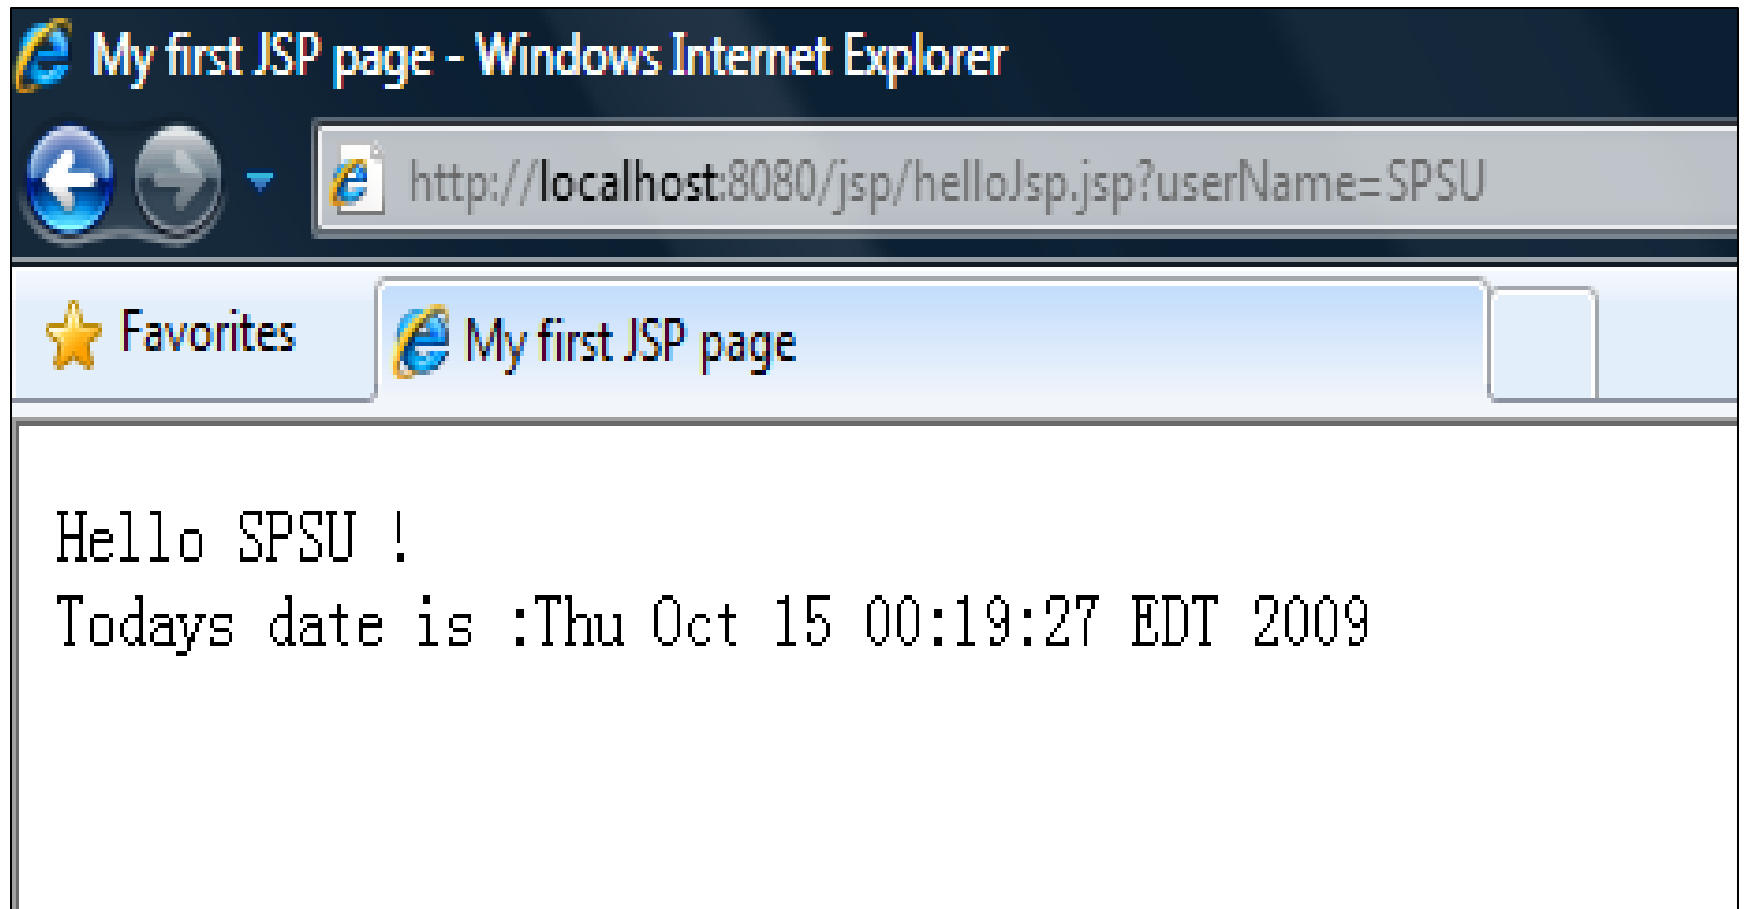 My first JSP page - Windows Internet Explorer
http://localhost:8080/jsp/helloJsp.jsp?userName=SPSU
Favorites
My first JSP page
Hello SPSU !
Todays date is :Thu Oct 15 00:19:27 EDT 2009